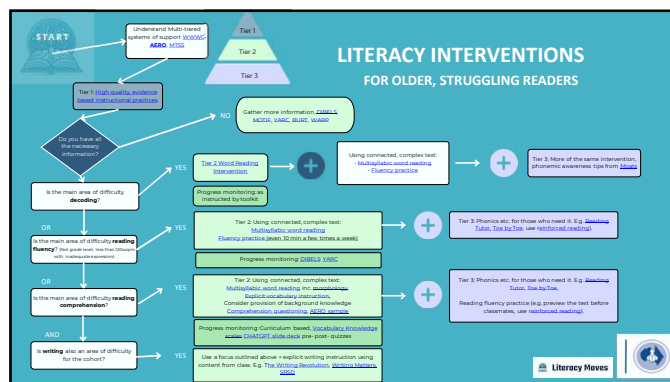 START
Understand Multi-tiered
systems of support WWWC,
AERO, MTSS
Tier 1
Tier 2
Tier 3
LITERACY INTERVENTIONS
FOR OLDER, STRUGGLING READERS
Tier 1: High quality, evidence
based instructional practices
Do you have all
the necessary
information?
NO
Gather more information, DIBELS,
MOTIF, YARC, BURT, WARP
YES
Tier 2 Word Reading
Intervention
Progress monitoring: as
instructed by toolkit
Using connected, complex text:
- Multisyllabic word reading
- Fluency practice
Tier 3: More of the same intervention,
phonemic awareness tips from Moats
Is the main area of difficulty
decoding?
OR
Is the main area of difficulty reading
fluency? (Not grade level, less than
with inadequate expression)
YES
Tier 2: Using connected, complex text:
Multisyllabic word reading
Fluency practice (even 10 min a few times a week)
Progress monitoring: DIBELS YARC
Tier 3: Phonics etc. for those who need it. E.g. Reading
Tutor, Toe by Toe, use reinforced reading).
OR
Is the main area of difficulty reading
comprehension?
YES
Tier 2: Using connected, complex text:
Multisyllabic word reading inc. morphology,
Explicit vocabulary instruction,
Consider provision of background knowledge
Comprehension questioning, AERO sample
Progress monitoring: Curriculum based, Vocabulary Knowledge
scales CHATGPT slide deck pre- post- quizzes
Tier 3: Phonics etc. for those who need it. E.g. Reading
Tutor, Toe by Toe,
Reading fluency practice (e.g. preview the text before
classmates, use reinforced reading).
AND
Is writing also an area of difficulty
for the cohort?
YES
Use a focus outlined above + explicit writing instruction using
content from class. E.g. The Writing Revolution, Writing Matters,
SRSD
Literacy Moves